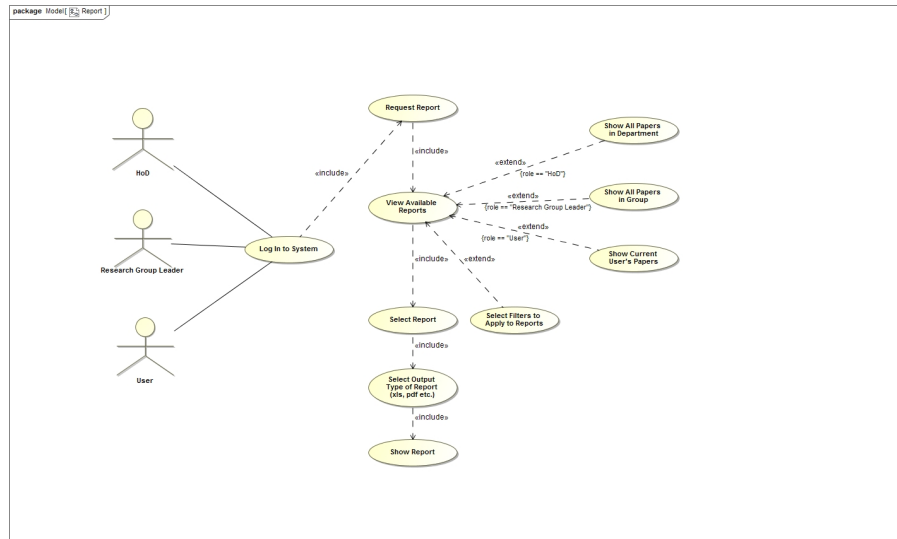 package Model[ Report ]
Request Report
«include»
«include»
HoD
Show All Papers
in Department
«extend»
{role == "HoD"}
View Available
Reports
Show All Papers
in Group
«extend»
{role == "Research Group Leader"}
Research Group Leader
Log In to System
«extend»
{role == "User"}
Show Current
User's Papers
«include»
«extend»
User
Select Report
Select Filters to
Apply to Reports
«include»
Select Output
Type of Report
(xls, pdf etc.)
«include»
Show Report